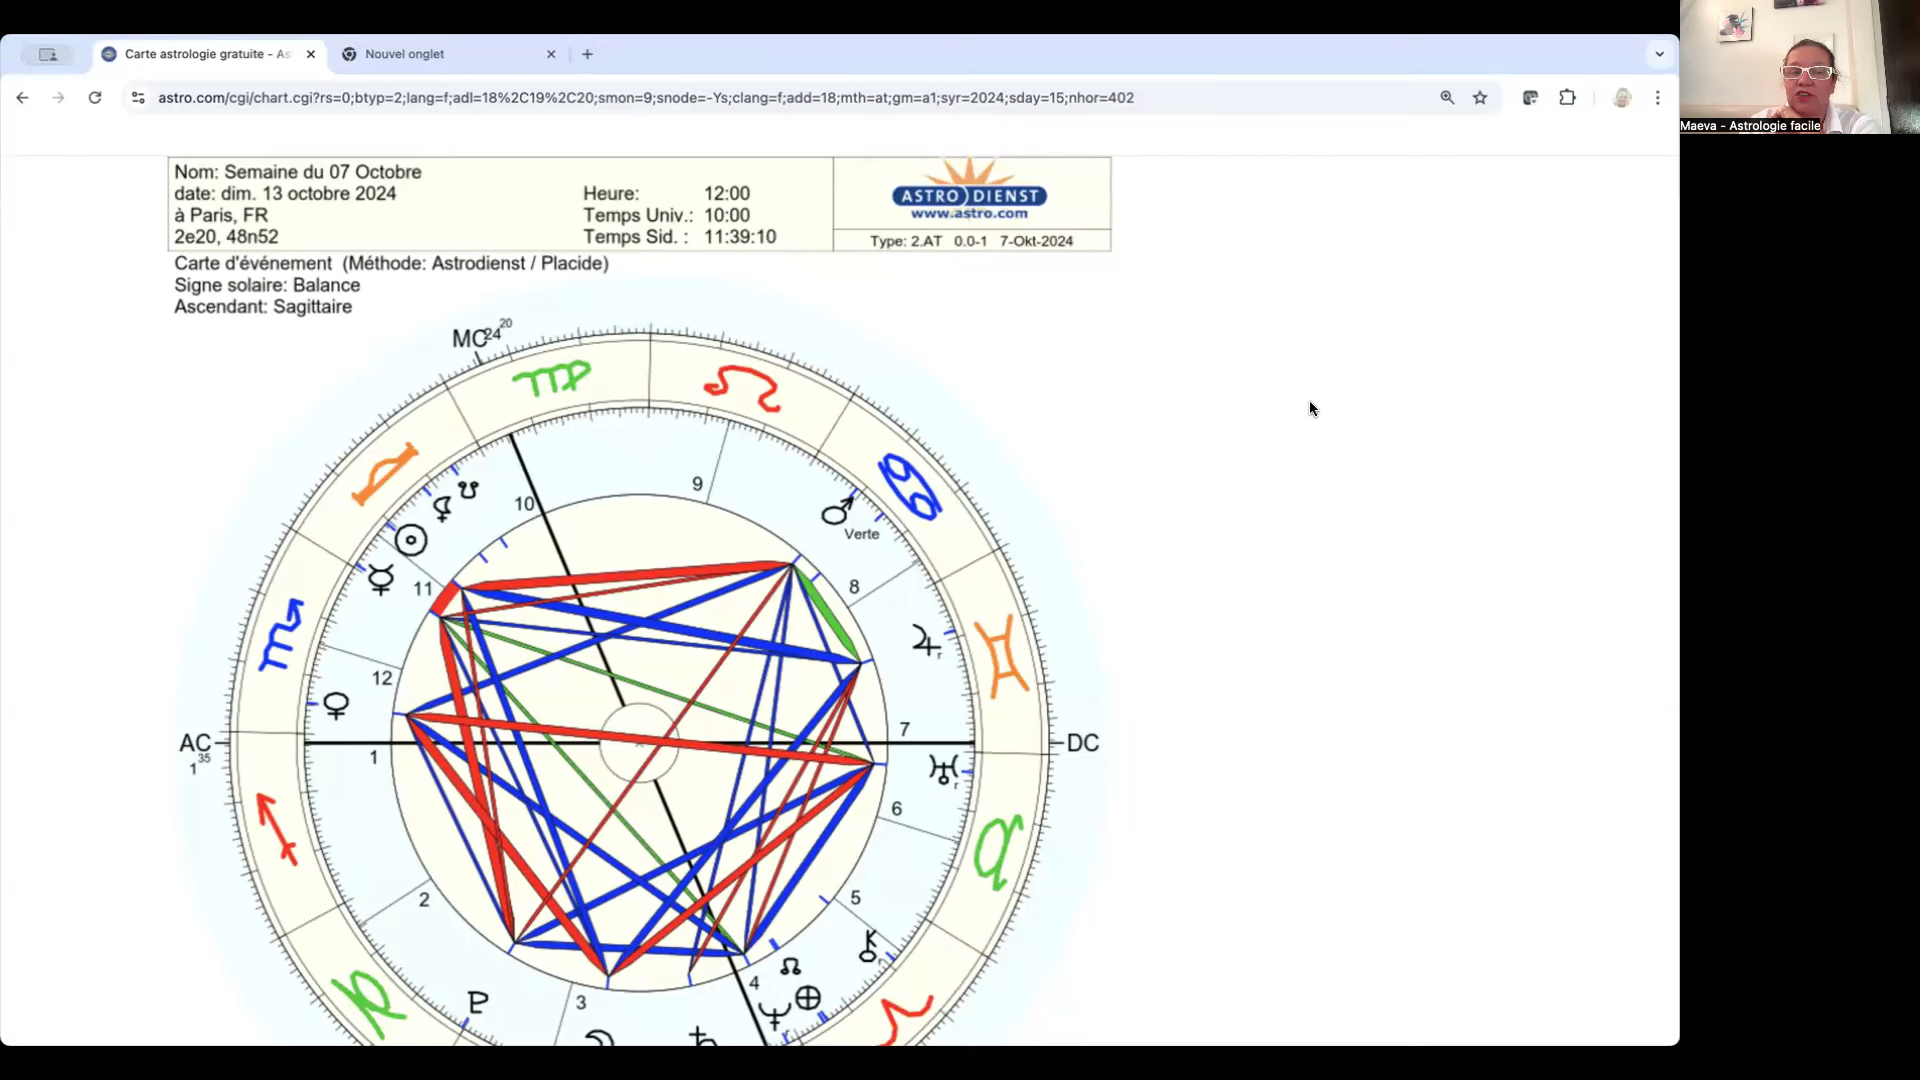 Carte astrologie gratuite - As
Nouvel onglet
astro.com/cgi/chart.cgi?rs=0;btyp=2;lang=f;adl=18%2C19%2C20;smon=9;snode=-Ys;clang=f;add=18;mth=at;gm=a1;syr=2024;sday=15;nhor=402
Maeva - Astrologie facile
Nom: Semaine du 07 Octobre
date: dim. 13 octobre 2024
à Paris, FR
2e20, 48n52
Heure: 12:00
Temps Univ.: 10:00
Temps Sid. : 11:39:10
ASTRO DIENST
www.astro.com
Type: 2.AT 0.0-1 7-Okt-2024
Carte d'événement (Méthode: Astrodienst / Placide)
Signe solaire: Balance
Ascendant: Sagittaire
MC 24 20
9
10
Verte
11
8
12
7
AC
1 35
DC
1
6
2
5
3
4